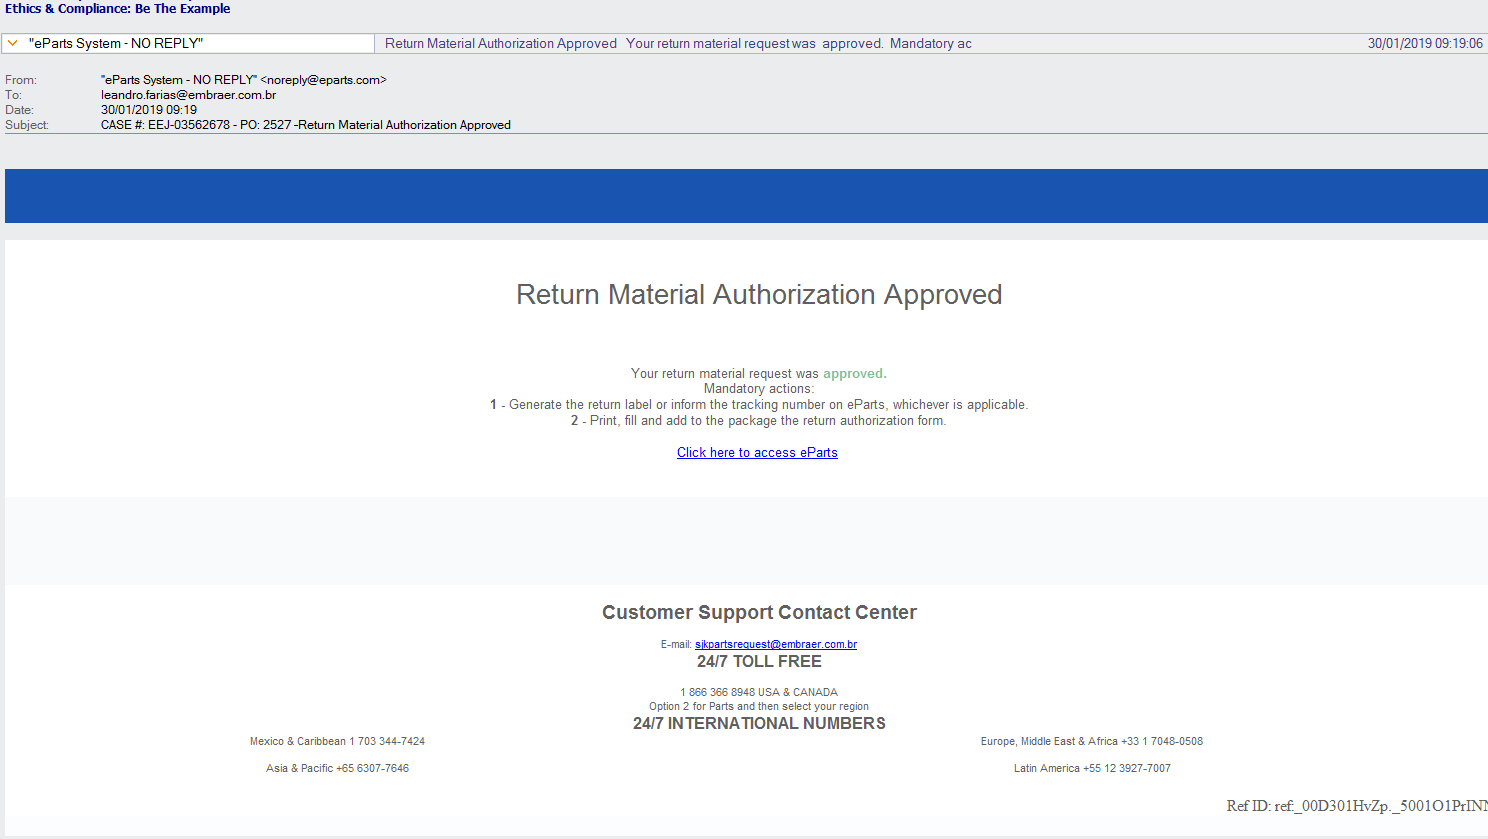 Ethics & Compliance: Be The Example
"eParts System - NO REPLY" Return Material Authorization Approved Your return material request was approved. Mandatory ac 30/01/2019 09:19:06
From: "eParts System - NO REPLY" <noreply@eparts.com>
To: leandro.farias@embraer.com.br
Date: 30/01/2019 09:19
Subject: CASE #: EEJ-03562678 - PO: 2527 -Return Material Authorization Approved
Return Material Authorization Approved
Your return material request was approved.
Mandatory actions:
1 - Generate the return label or inform the tracking number on eParts, whichever is applicable.
2 - Print, fill and add to the package the return authorization form.
Click here to access eParts
Customer Support Contact Center
E-mail: sjkpartsrequest@embraer.com.br
24/7 TOLL FREE
1 866 366 8948 USA & CANADA
Option 2 for Parts and then select your region
24/7 INTERNATIONAL NUMBERS
Mexico & Caribbean 1 703 344-7424 Europe, Middle East & Africa +33 1 7048-0508
Asia & Pacific +65 6307-7646 Latin America +55 12 3927-7007
Ref ID: ref:_00D301HvZp._5001O1PrINN